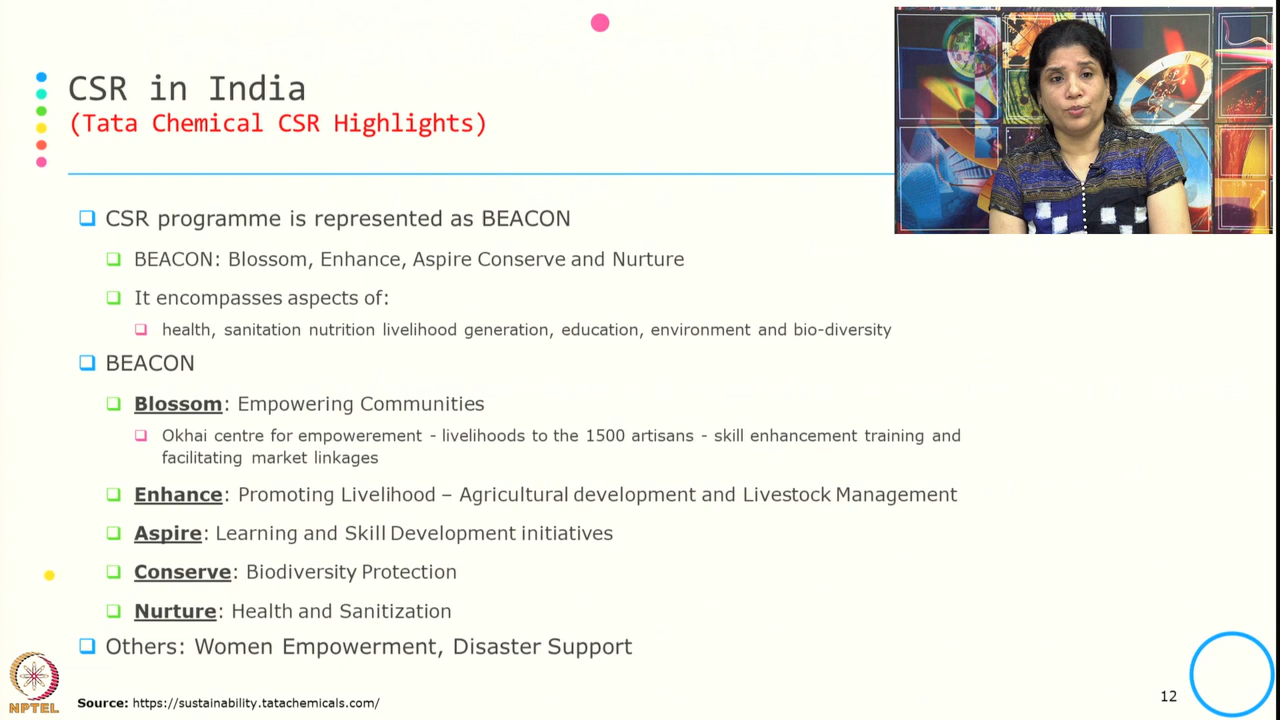 CSR in India
(Tata Chemical CSR Highlights)
CSR programme is represented as BEACON
BEACON: Blossom, Enhance, Aspire Conserve and Nurture
It encompasses aspects of:
health, sanitation nutrition livelihood generation, education, environment and bio-diversity
BEACON
Blossom: Empowering Communities
Okhai centre for empowerement - livelihoods to the 1500 artisans - skill enhancement training and
facilitating market linkages
Enhance: Promoting Livelihood – Agricultural development and Livestock Management
Aspire: Learning and Skill Development initiatives
Conserve: Biodiversity Protection
Nurture: Health and Sanitization
Others: Women Empowerment, Disaster Support
NPTEL
Source: https://sustainability.tatachemicals.com/
12